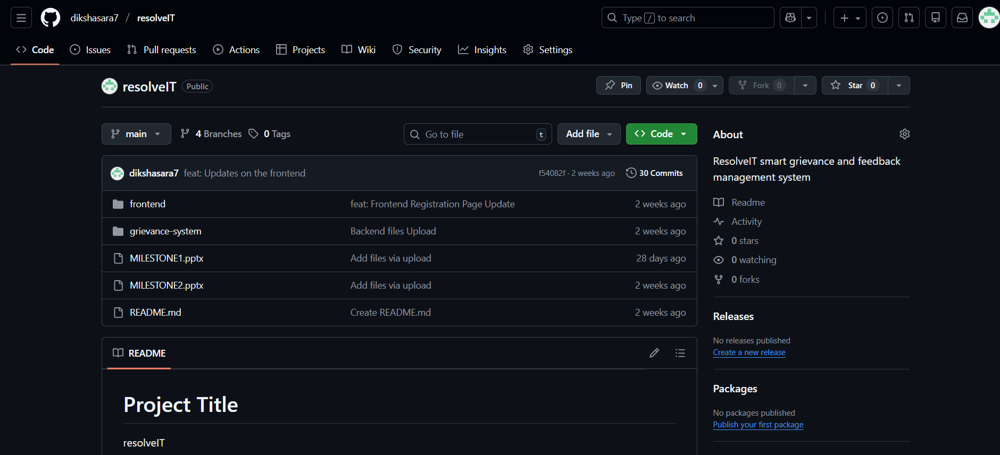 dikshasara7 / resolveIT
Type / to search
Code Issues Pull requests Actions Projects Wiki Security Insights Settings
resolveIT Public
Pin Watch 0 Fork 0 Star 0
main 4 Branches 0 Tags
Go to file t
Add file Code
dikshasara7 feat: Updates on the frontend f54082f · 2 weeks ago 30 Commits
frontend feat: Frontend Registration Page Update 2 weeks ago
grievance-system Backend files Upload 2 weeks ago
MILESTONE1.pptx Add files via upload 28 days ago
MILESTONE2.pptx Add files via upload 2 weeks ago
README.md Create README.md 2 weeks ago
README
Project Title
resolveIT
About
ResolveIT smart grievance and feedback
management system
Readme
Activity
0 stars
0 watching
0 forks
Releases
No releases published
Create a new release
Packages
No packages published
Publish your first package